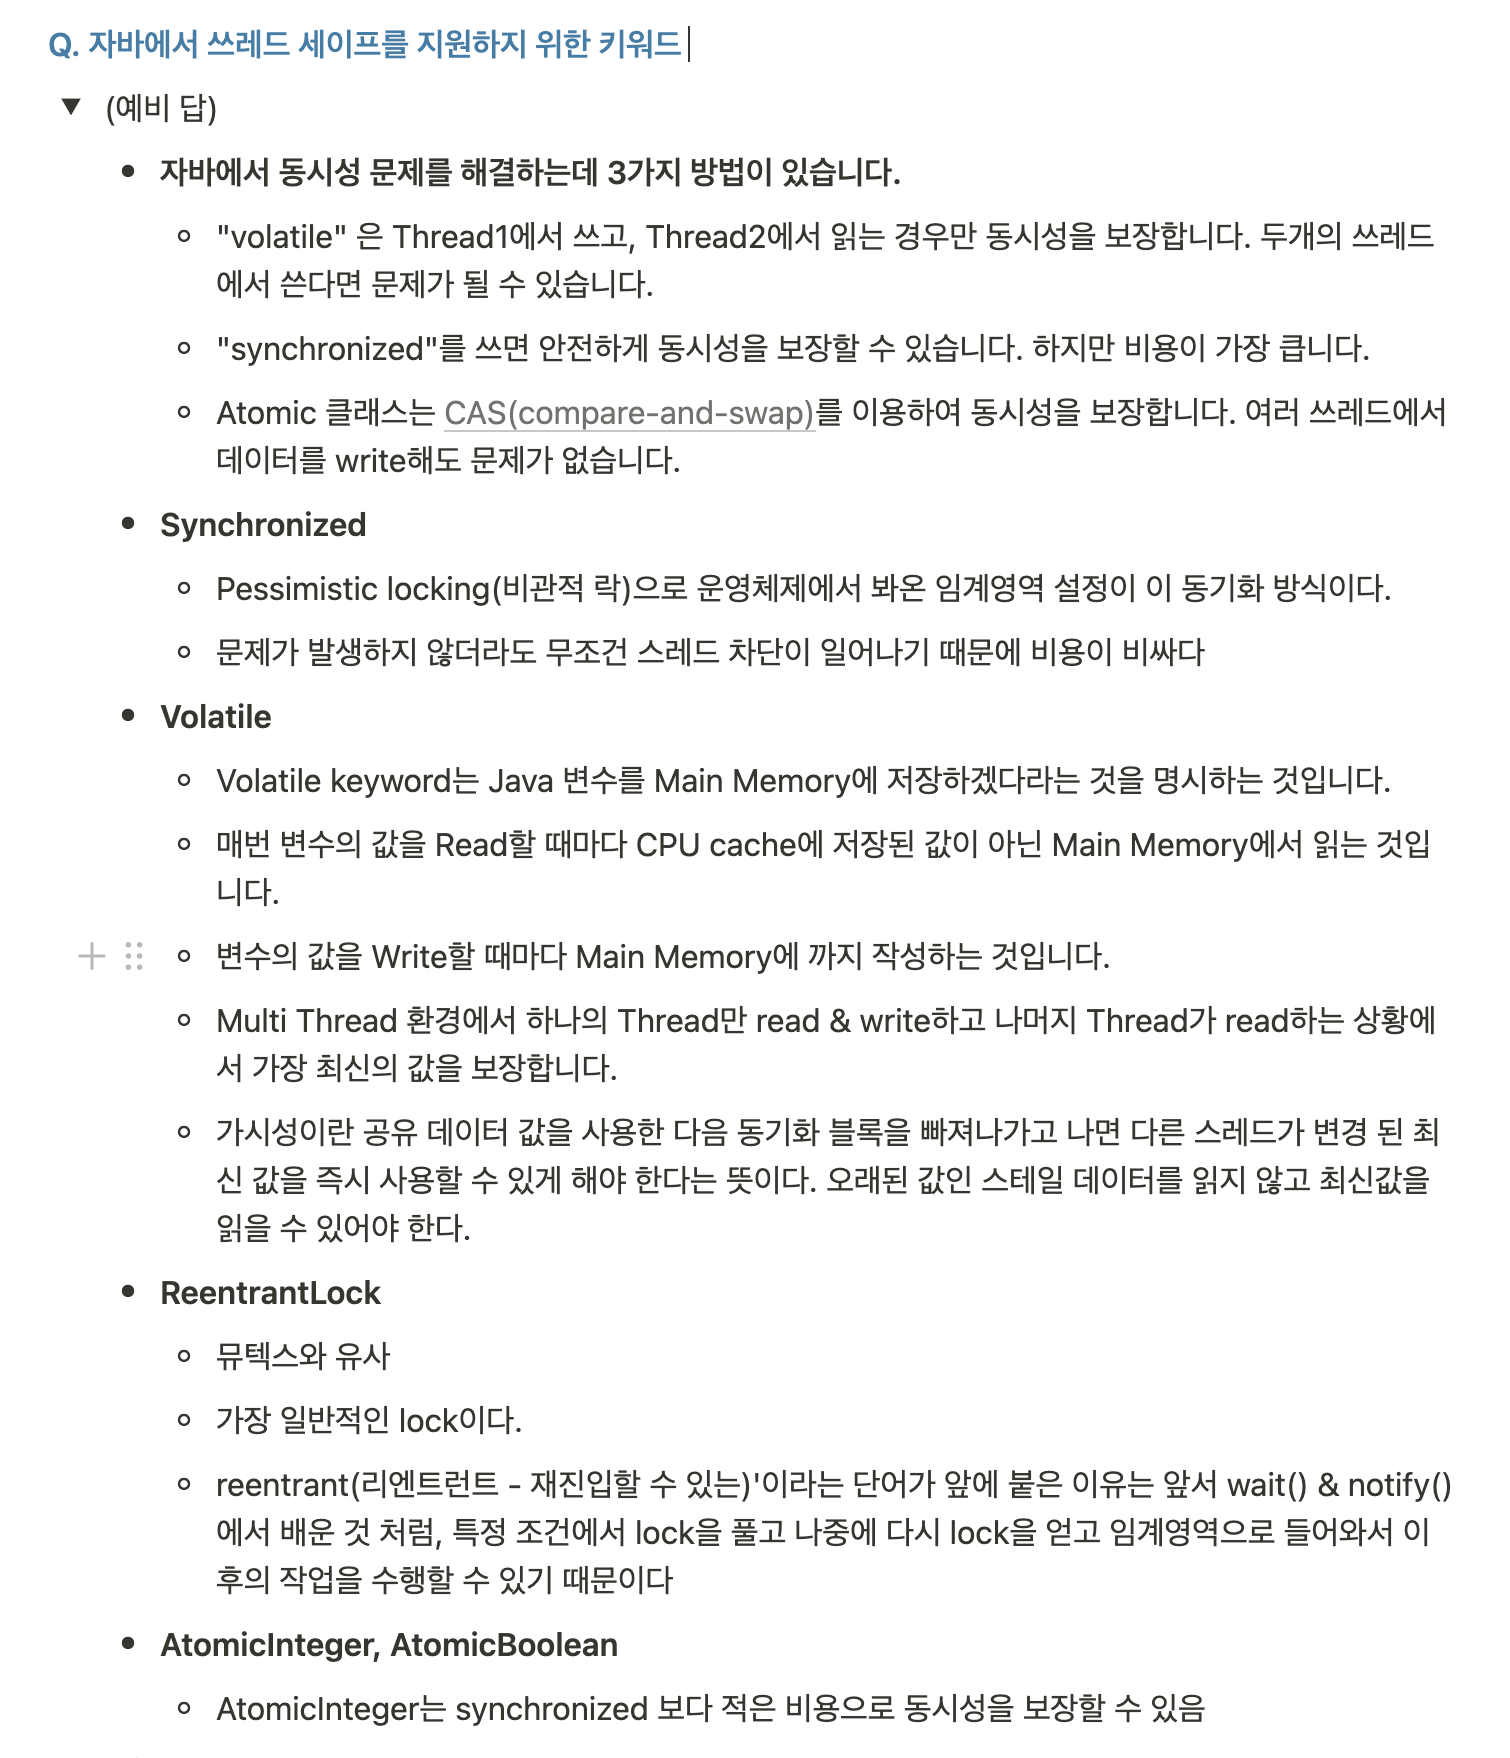 Q. 자바에서 쓰레드 세이프를 지원하지 위한 키워드
(예비 답)
자바에서 동시성 문제를 해결하는데 3가지 방법이 있습니다.
"volatile" 은 Thread1에서 쓰고, Thread2에서 읽는 경우만 동시성을 보장합니다. 두개의 쓰레드
에서 쓴다면 문제가 될 수 있습니다.
"synchronized"를 쓰면 안전하게 동시성을 보장할 수 있습니다. 하지만 비용이 가장 큽니다.
Atomic 클래스는 CAS(compare-and-swap)를 이용하여 동시성을 보장합니다. 여러 쓰레드에서
데이터를 write해도 문제가 없습니다.
Synchronized
Pessimistic locking(비관적 락)으로 운영체제에서 봐온 임계영역 설정이 이 동기화 방식이다.
문제가 발생하지 않더라도 무조건 스레드 차단이 일어나기 때문에 비용이 비싸다
Volatile
Volatile keyword는 Java 변수를 Main Memory에 저장하겠다라는 것을 명시하는 것입니다.
매번 변수의 값을 Read할 때마다 CPU cache에 저장된 값이 아닌 Main Memory에서 읽는 것입
니다.
변수의 값을 Write할 때마다 Main Memory에 까지 작성하는 것입니다.
Multi Thread 환경에서 하나의 Thread만 read & write하고 나머지 Thread가 read하는 상황에
서 가장 최신의 값을 보장합니다.
가시성이란 공유 데이터 값을 사용한 다음 동기화 블록을 빠져나가고 나면 다른 스레드가 변경 된 최
신 값을 즉시 사용할 수 있게 해야 한다는 뜻이다. 오래된 값인 스테일 데이터를 읽지 않고 최신값을
읽을 수 있어야 한다.
ReentrantLock
뮤텍스와 유사
가장 일반적인 lock이다.
reentrant(리엔트런트 - 재진입할 수 있는)'이라는 단어가 앞에 붙은 이유는 앞서 wait() & notify()
에서 배운 것 처럼, 특정 조건에서 lock을 풀고 나중에 다시 lock을 얻고 임계영역으로 들어와서 이
후의 작업을 수행할 수 있기 때문이다
AtomicInteger, AtomicBoolean
AtomicInteger는 synchronized 보다 적은 비용으로 동시성을 보장할 수 있음